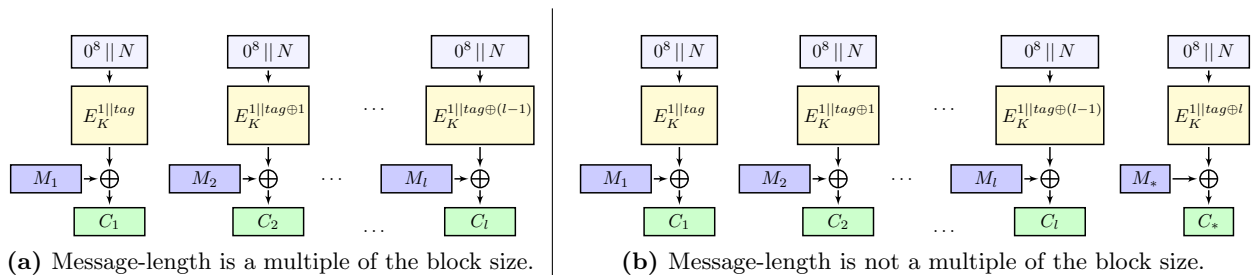 0^8 || N 0^8 || N 0^8 || N
E_K^{1||tag} E_K^{1||tag⊕1} · · · E_K^{1||tag⊕(l−1)}
M_1 ⊕ M_2 ⊕ · · · M_l ⊕
C_1 C_2 · · · C_l
(a) Message-length is a multiple of the block size.
0^8 || N 0^8 || N 0^8 || N 0^8 || N
E_K^{1||tag} E_K^{1||tag⊕1} · · · E_K^{1||tag⊕(l−1)} E_K^{1||tag⊕l}
M_1 ⊕ M_2 ⊕ · · · M_l ⊕ M_* ⊕
C_1 C_2 · · · C_l C_*
(b) Message-length is not a multiple of the block size.